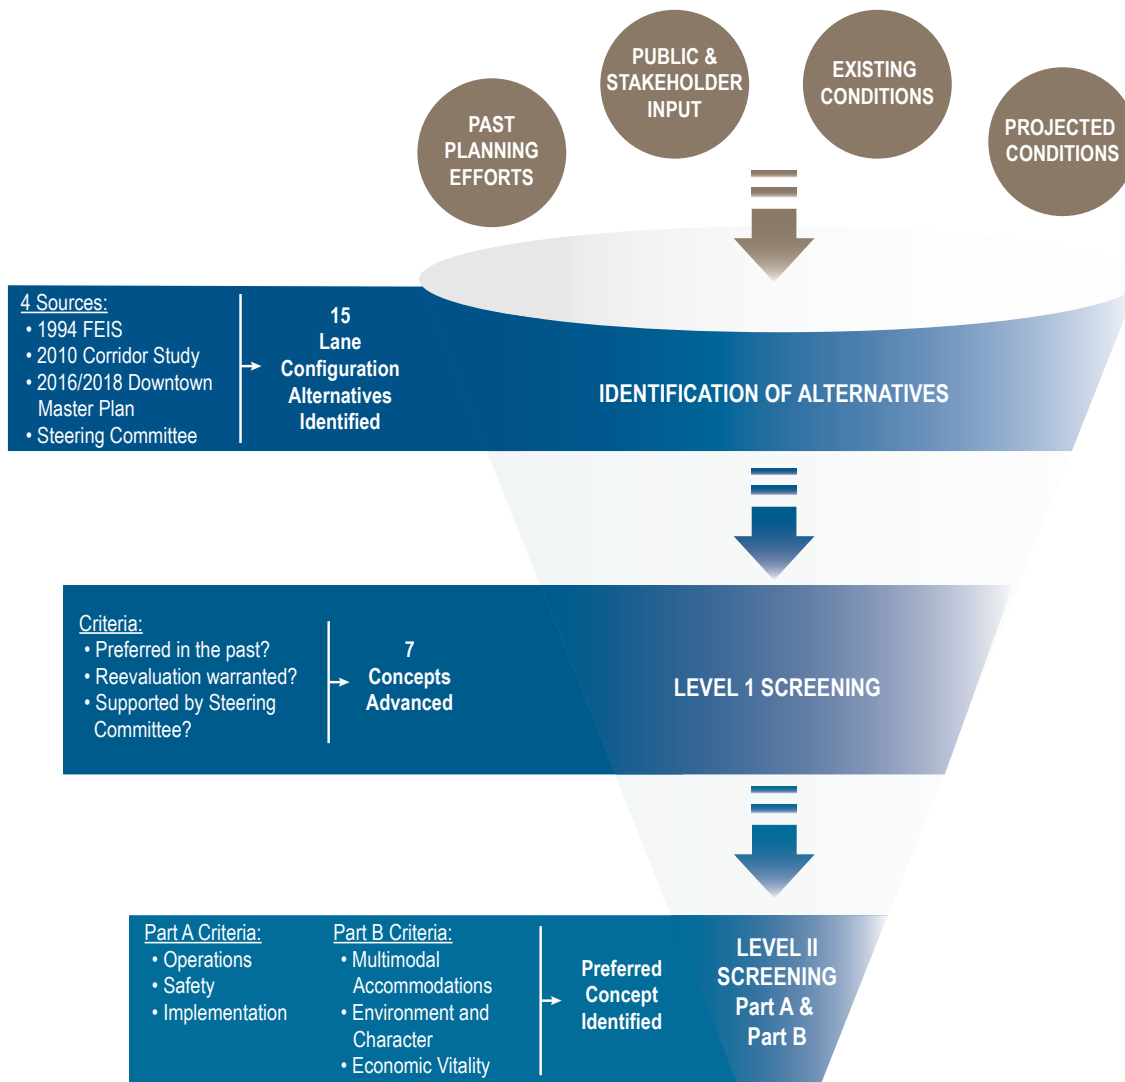 PAST
PLANNING
EFFORTS
PUBLIC &
STAKEHOLDER
INPUT
EXISTING
CONDITIONS
PROJECTED
CONDITIONS
4 Sources:
• 1994 FEIS
• 2010 Corridor Study
• 2016/2018 Downtown
Master Plan
• Steering Committee
15
Lane
Configuration
Alternatives
Identified
IDENTIFICATION OF ALTERNATIVES
Criteria:
• Preferred in the past?
• Reevaluation warranted?
• Supported by Steering
Committee?
7
Concepts
Advanced
LEVEL 1 SCREENING
Part A Criteria:
• Operations
• Safety
• Implementation
Part B Criteria:
• Multimodal
Accommodations
• Environment and
Character
• Economic Vitality
Preferred
Concept
Identified
LEVEL II
SCREENING
Part A &
Part B